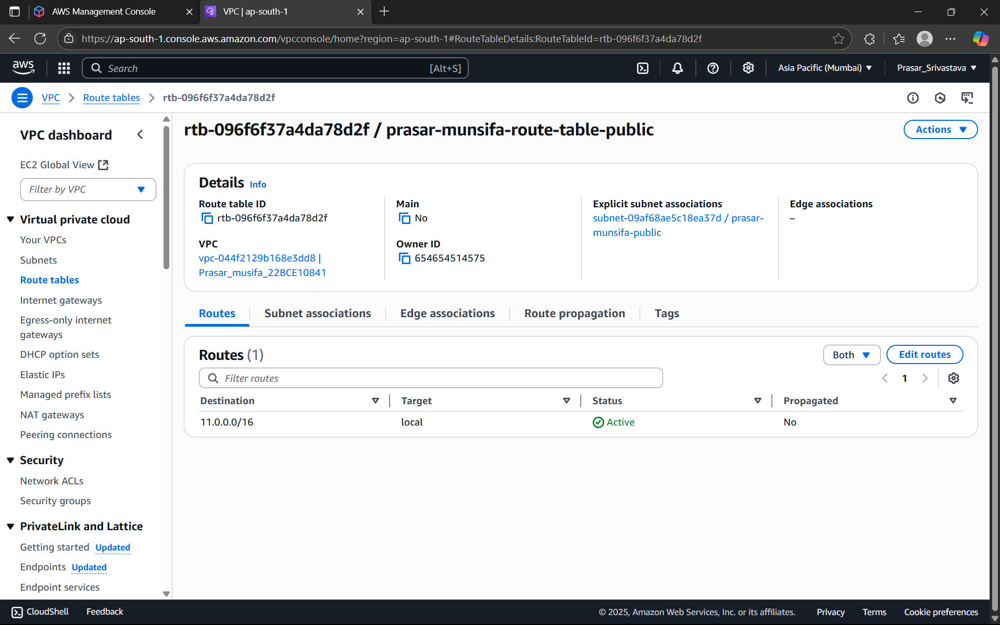 AWS Management Console
VPC | ap-south-1
https://ap-south-1.console.aws.amazon.com/vpcconsole/home?region=ap-south-1#RouteTableDetails:RouteTableId=rtb-096f6f37a4da78d2f
aws
Search
[Alt+S]
Asia Pacific (Mumbai)
Prasar_Srivastava
VPC
Route tables
rtb-096f6f37a4da78d2f
VPC dashboard
EC2 Global View
Filter by VPC
Virtual private cloud
Your VPCs
Subnets
Route tables
Internet gateways
Egress-only internet
gateways
DHCP option sets
Elastic IPs
Managed prefix lists
NAT gateways
Peering connections
Security
Network ACLs
Security groups
PrivateLink and Lattice
Getting started Updated
Endpoints Updated
Endpoint services
rtb-096f6f37a4da78d2f / prasar-munsifa-route-table-public
Actions
Details Info
Route table ID
rtb-096f6f37a4da78d2f
VPC
vpc-044f2129b168e3dd8 |
Prasar_musifa_22BCE10841
Main
No
Owner ID
654654514575
Explicit subnet associations
subnet-09af68ae5c18ea37d / prasar-
munsifa-public
Edge associations
–
Routes Subnet associations Edge associations Route propagation Tags
Routes (1)
Both
Edit routes
Filter routes
1
Destination Target Status Propagated
11.0.0.0/16 local Active No
CloudShell Feedback
© 2025, Amazon Web Services, Inc. or its affiliates. Privacy Terms Cookie preferences